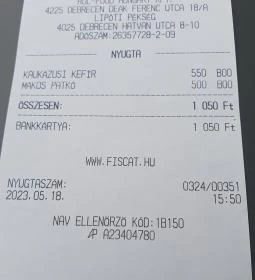 4225 DEBRECEN DEÁK FERENC UTCA 18/A
LIPÓTI PÉKSÉG
4025 DEBRECEN HATVAN UTCA 8-10
ADÓSZÁM:26357728-2-09
NYUGTA
KAUKÁZUSI KEFÍR 550 B00
MÁKOS PATKÓ 500 B00
ÖSSZESEN: 1 050 Ft
BANKKÁRTYA: 1 050 Ft
WWW.FISCAT.HU
NYUGTASZÁM: 0324/00351
2023.05.18. 15:50
NAV ELLENŐRZŐ KÓD:1B150
AP A23404780